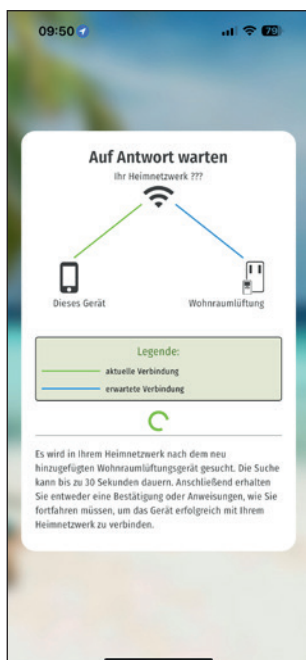 09:50
79
Auf Antwort warten
Ihr Heimnetzwerk ???
Dieses Gerät
Wohnraumlüftung
Legende:
aktuelle Verbindung
erwartete Verbindung
Es wird in Ihrem Heimnetzwerk nach dem neu
hinzugefügten Wohnraumlüftungsgerät gesucht. Die Suche
kann bis zu 30 Sekunden dauern. Anschließend erhalten
Sie entweder eine Bestätigung oder Anweisungen, wie Sie
fortfahren müssen, um das Gerät erfolgreich mit Ihrem
Heimnetzwerk zu verbinden.